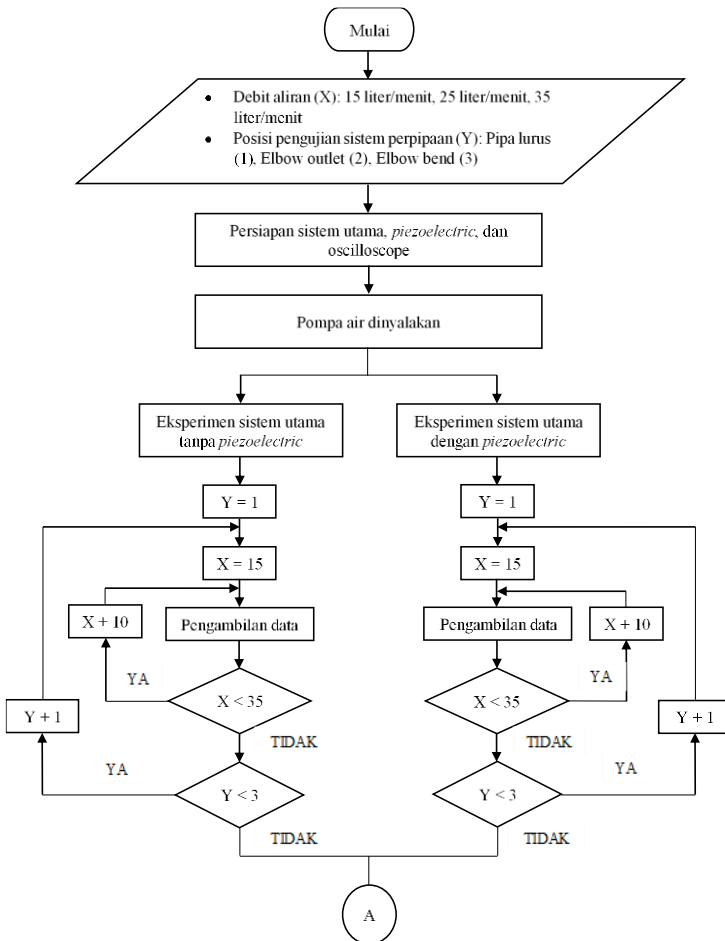 Mulai
• Debit aliran (X): 15 liter/menit, 25 liter/menit, 35
liter/menit
• Posisi pengujian sistem perpipaan (Y): Pipa lurus
(1), Elbow outlet (2), Elbow bend (3)
Persiapan sistem utama, piezoelectric, dan
oscilloscope
Pompa air dinyalakan
Eksperimen sistem utama
tanpa piezoelectric
Eksperimen sistem utama
dengan piezoelectric
Y = 1
Y = 1
X = 15
X = 15
X + 10
Pengambilan data
Pengambilan data
X + 10
YA
X < 35
X < 35
YA
Y + 1
Y + 1
TIDAK
TIDAK
YA
Y < 3
Y < 3
YA
TIDAK
TIDAK
A